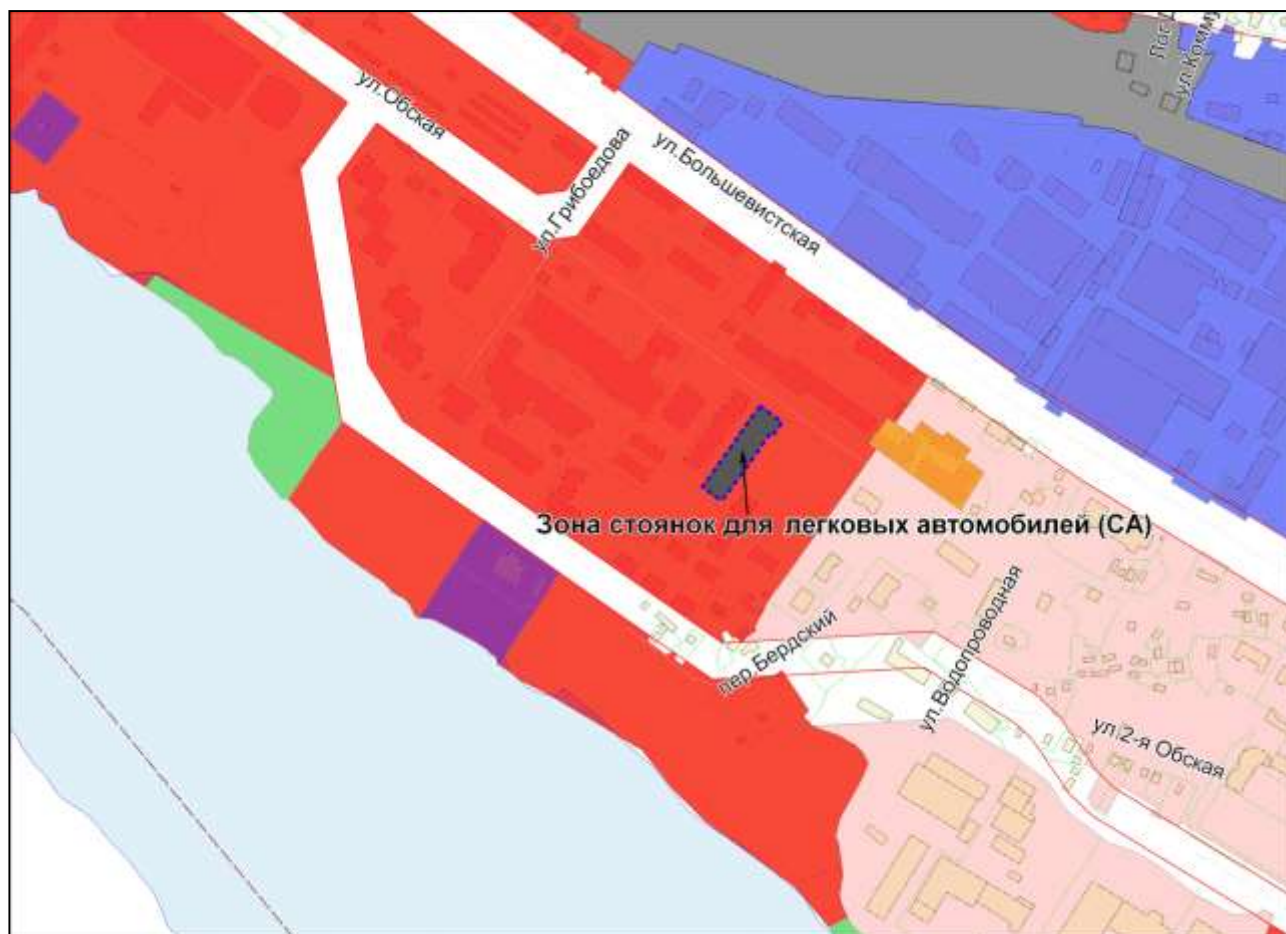 ул.Обская
ул.Грибоедова
ул.Большевистская
Зона стоянок для легковых автомобилей (СА)
пер.Бердский
ул.Водопроводная
ул.2-я Обская